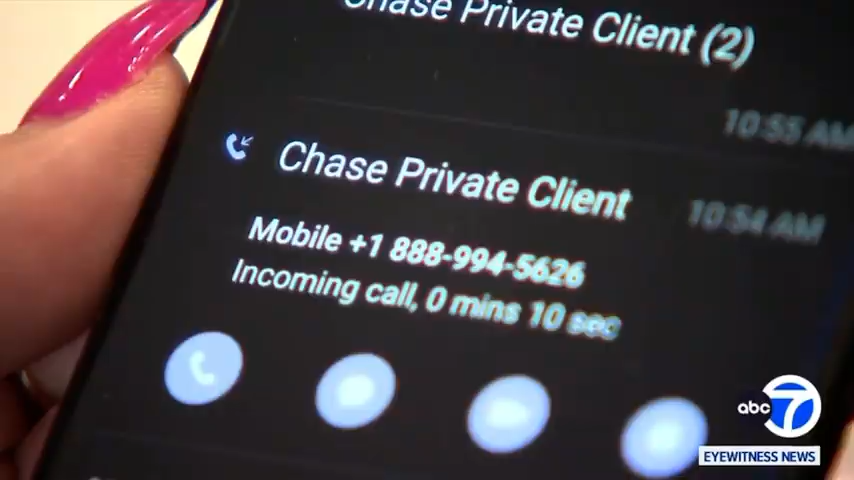 Chase Private Client (2)
10:55 AM
Chase Private Client
10:54 AM
Mobile +1 888-994-5626
Incoming call, 0 mins 10 sec
abc 7
EYEWITNESS NEWS